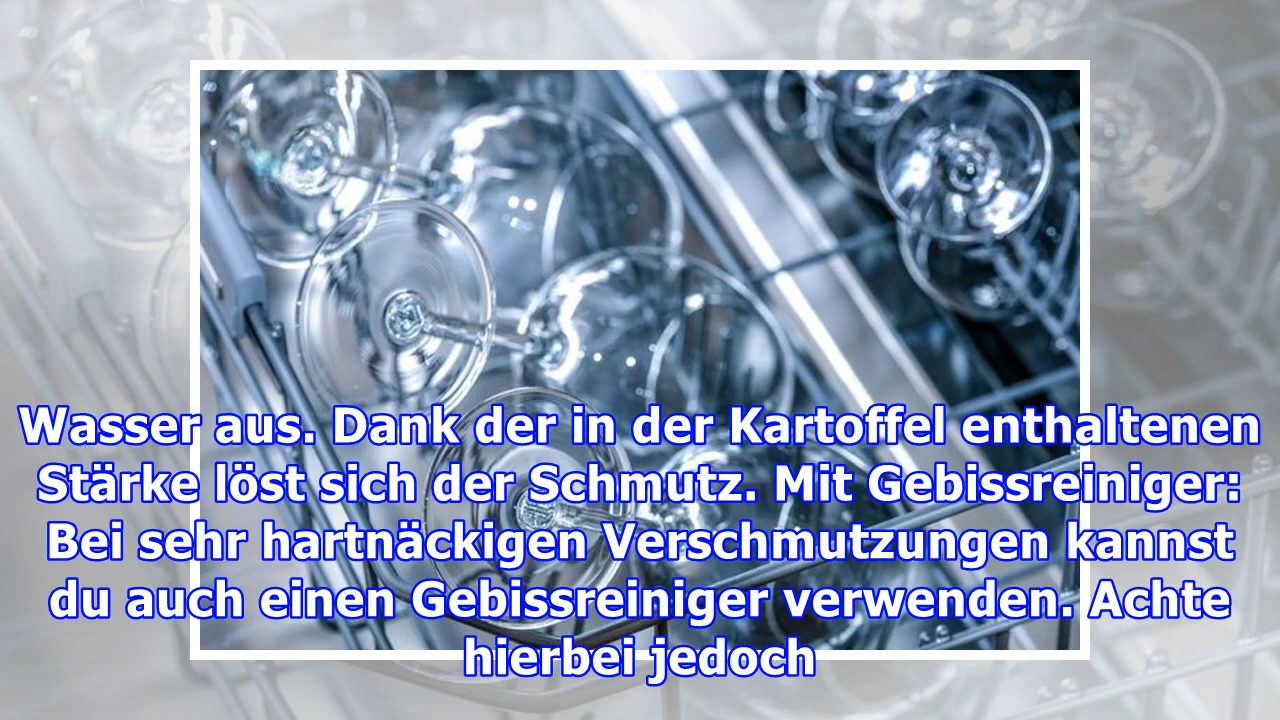 Wasser aus. Dank der in der Kartoffel enthaltenen
Stärke löst sich der Schmutz. Mit Gebissreiniger:
Bei sehr hartnäckigen Verschmutzungen kannst
du auch einen Gebissreiniger verwenden. Achte
hierbei jedoch